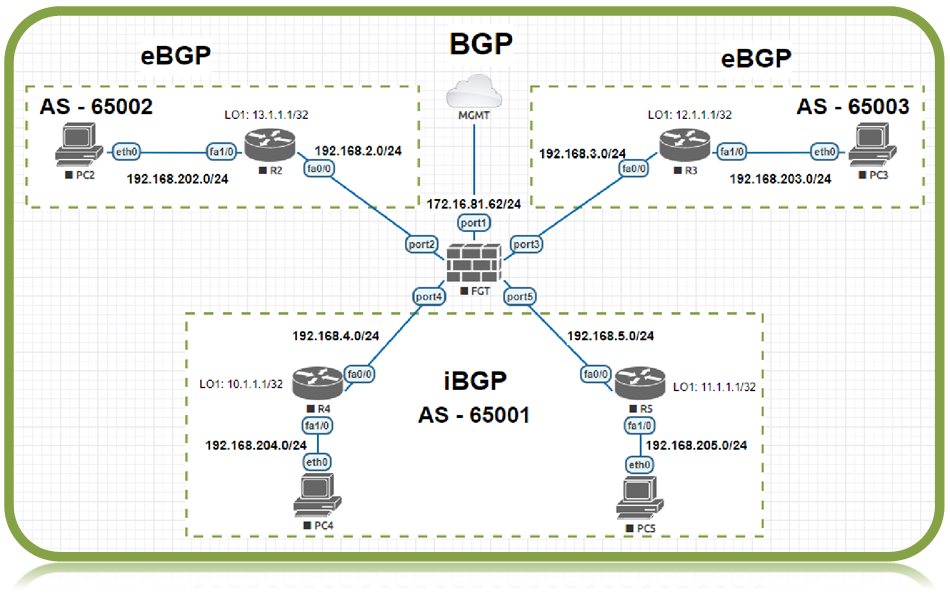 BGP
eBGP
eBGP
AS - 65002
LO1: 13.1.1.1/32
MGMT
LO1: 12.1.1.1/32
AS - 65003
eth0
fa1/0
PC2
R2
192.168.2.0/24
fa0/0
192.168.202.0/24
192.168.3.0/24
fa0/0
R3
fa1/0
eth0
PC3
192.168.203.0/24
172.16.81.62/24
port1
port2
port3
FGT
port4
port5
192.168.4.0/24
192.168.5.0/24
fa0/0
fa0/0
LO1: 10.1.1.1/32
iBGP
LO1: 11.1.1.1/32
R4
AS - 65001
R5
fa1/0
fa1/0
192.168.204.0/24
192.168.205.0/24
eth0
eth0
PC4
PC5